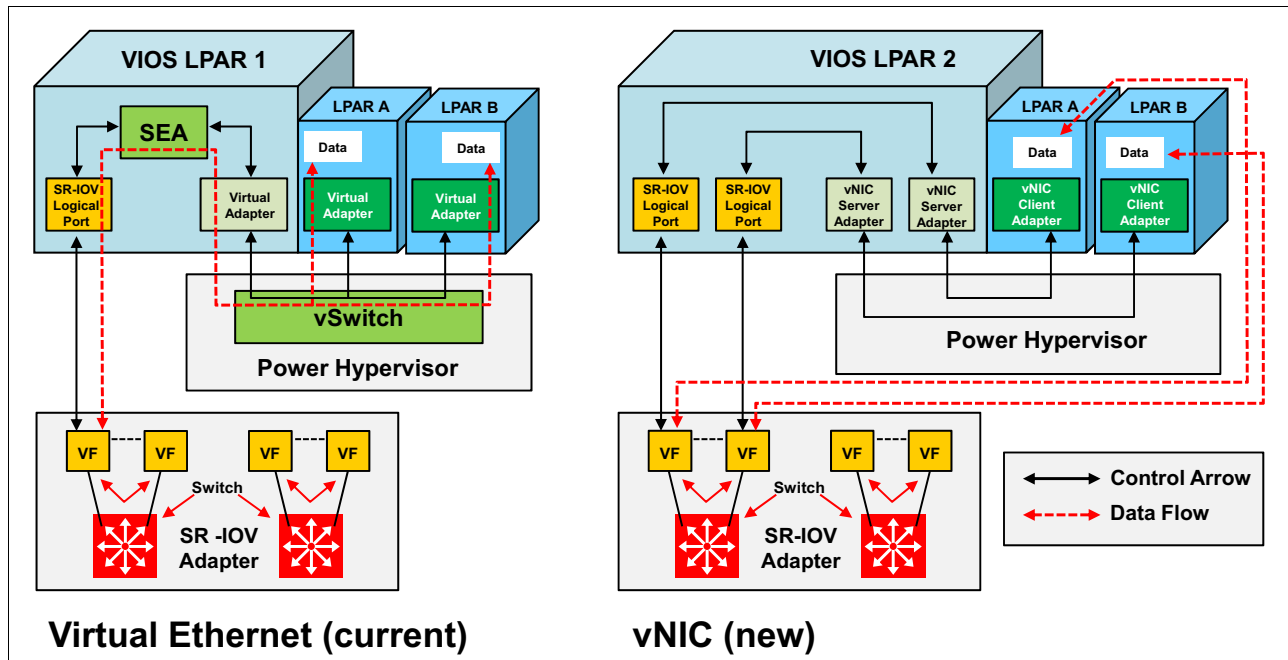 VIOS LPAR 1
LPAR A
LPAR B
SEA
Data
Data
SR-IOV
Logical
Port
Virtual
Adapter
Virtual
Adapter
Virtual
Adapter
vSwitch
Power Hypervisor
VF
VF
VF
VF
Switch
SR -IOV
Adapter
Virtual Ethernet (current)
VIOS LPAR 2
LPAR A
LPAR B
Data
Data
SR-IOV
Logical
Port
SR-IOV
Logical
Port
vNIC
Server
Adapter
vNIC
Server
Adapter
vNIC
Client
Adapter
vNIC
Client
Adapter
Power Hypervisor
VF
VF
VF
VF
Switch
SR-IOV
Adapter
Control Arrow
Data Flow
vNIC (new)